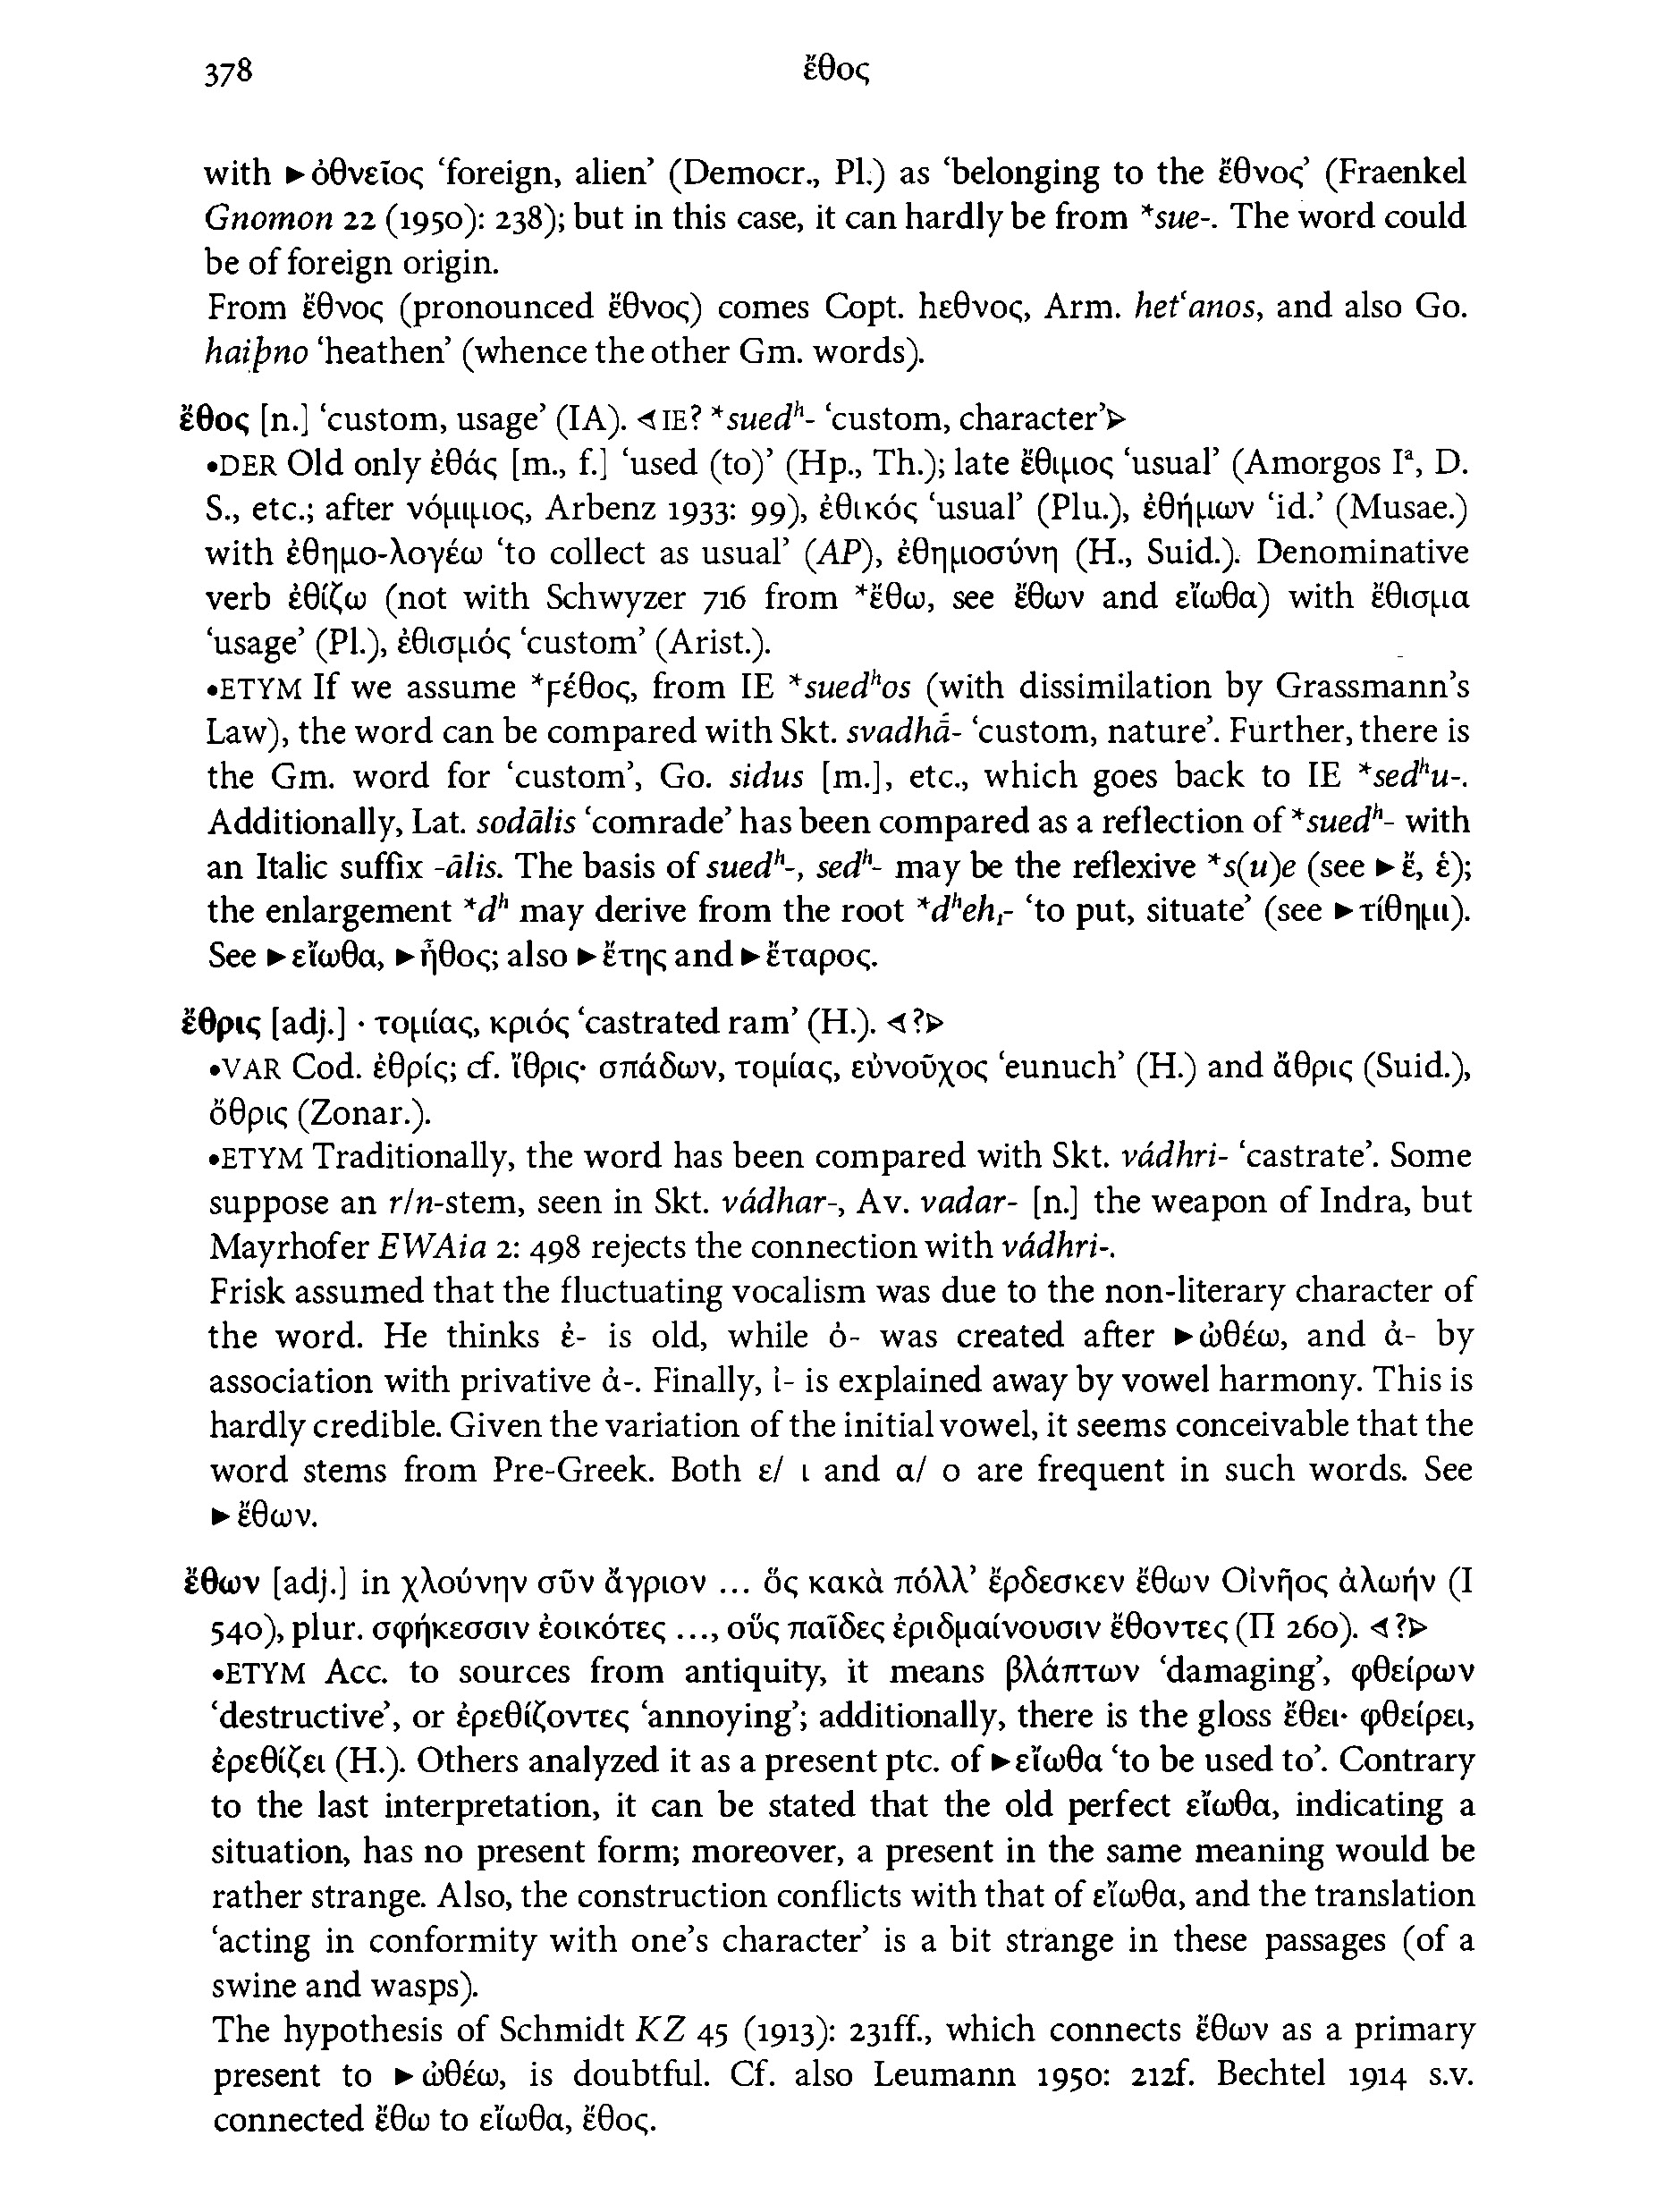 378 ἔθος
with ►ὀθνεῖος ‘foreign, alien’ (Democr., Pl.) as ‘belonging to the ἔθνος’ (Fraenkel
Gnomon 22 (1950): 238); but in this case, it can hardly be from *sue-. The word could
be of foreign origin.
From ἔθνος (pronounced ἕθνος) comes Copt. hεθνος, Arm. hetʿanos, and also Go.
haiþno ‘heathen’ (whence the other Gm. words).
ἔθος [n.] ‘custom, usage’ (IA). ◁IE? *suedʰ- ‘custom, character’▷
•DER Old only ἐθάς [m., f.] ‘used (to)’ (Hp., Th.); late ἔθιμος ‘usual’ (Amorgos Iᵃ, D.
S., etc.; after νόμιμος, Arbenz 1933: 99), ἐθικός ‘usual’ (Plu.), ἐθήμων ‘id.’ (Musae.)
with ἐθημο-λογέω ‘to collect as usual’ (AP), ἐθημοσύνη (H., Suid.). Denominative
verb ἐθίζω (not with Schwyzer 716 from *ἔθω, see ἔθων and εἴωθα) with ἔθισμα
‘usage’ (Pl.), ἐθισμός ‘custom’ (Arist.).
•ETYM If we assume *ϝέθος, from IE *suedʰos (with dissimilation by Grassmann’s
Law), the word can be compared with Skt. svadhā́- ‘custom, nature’. Further, there is
the Gm. word for ‘custom’, Go. sidus [m.], etc., which goes back to IE *sedʰu-.
Additionally, Lat. sodālis ‘comrade’ has been compared as a reflection of *suedʰ- with
an Italic suffix -ālis. The basis of suedʰ-, sedʰ- may be the reflexive *s(u)e (see ►ἕ, ἑ);
the enlargement *dʰ may derive from the root *dʰeh₁- ‘to put, situate’ (see ►τίθημι).
See ►εἴωθα, ►ἦθος; also ►ἔτης and ►ἕταρος.
ἔθρις [adj.] · τομίας, κριός ‘castrated ram’ (H.). ◁?▷
•VAR Cod. ἐθρίς; cf. ἴθρις· σπάδων, τομίας, εὐνοῦχος ‘eunuch’ (H.) and ἄθρις (Suid.),
ὄθρις (Zonar.).
•ETYM Traditionally, the word has been compared with Skt. vádhri- ‘castrate’. Some
suppose an r/n-stem, seen in Skt. vádhar-, Av. vadar- [n.] the weapon of Indra, but
Mayrhofer EWAia 2: 498 rejects the connection with vádhri-.
Frisk assumed that the fluctuating vocalism was due to the non-literary character of
the word. He thinks ἐ- is old, while ὀ- was created after ►ὠθέω, and ἀ- by
association with privative ἀ-. Finally, ἰ- is explained away by vowel harmony. This is
hardly credible. Given the variation of the initial vowel, it seems conceivable that the
word stems from Pre-Greek. Both ε/ ι and α/ ο are frequent in such words. See
►ἔθων.
ἔθων [adj.] in χλούνην σῦν ἄγριον ... ὃς κακὰ πόλλ’ ἔρδεσκεν ἔθων Οἰνῆος ἀλωήν (I
540), plur. σφήκεσσιν ἐοικότες ..., οὓς παῖδες ἐριδμαίνουσιν ἔθοντες (Π 260). ◁?▷
•ETYM Acc. to sources from antiquity, it means βλάπτων ‘damaging’, φθείρων
‘destructive’, or ἐρεθίζοντες ‘annoying’; additionally, there is the gloss ἔθει· φθείρει,
ἐρεθίζει (H.). Others analyzed it as a present ptc. of ►εἴωθα ‘to be used to’. Contrary
to the last interpretation, it can be stated that the old perfect εἴωθα, indicating a
situation, has no present form; moreover, a present in the same meaning would be
rather strange. Also, the construction conflicts with that of εἴωθα, and the translation
‘acting in conformity with one’s character’ is a bit strange in these passages (of a
swine and wasps).
The hypothesis of Schmidt KZ 45 (1913): 231ff., which connects ἔθων as a primary
present to ►ὠθέω, is doubtful. Cf. also Leumann 1950: 212f. Bechtel 1914 s.v.
connected ἔθω to εἴωθα, ἔθος.